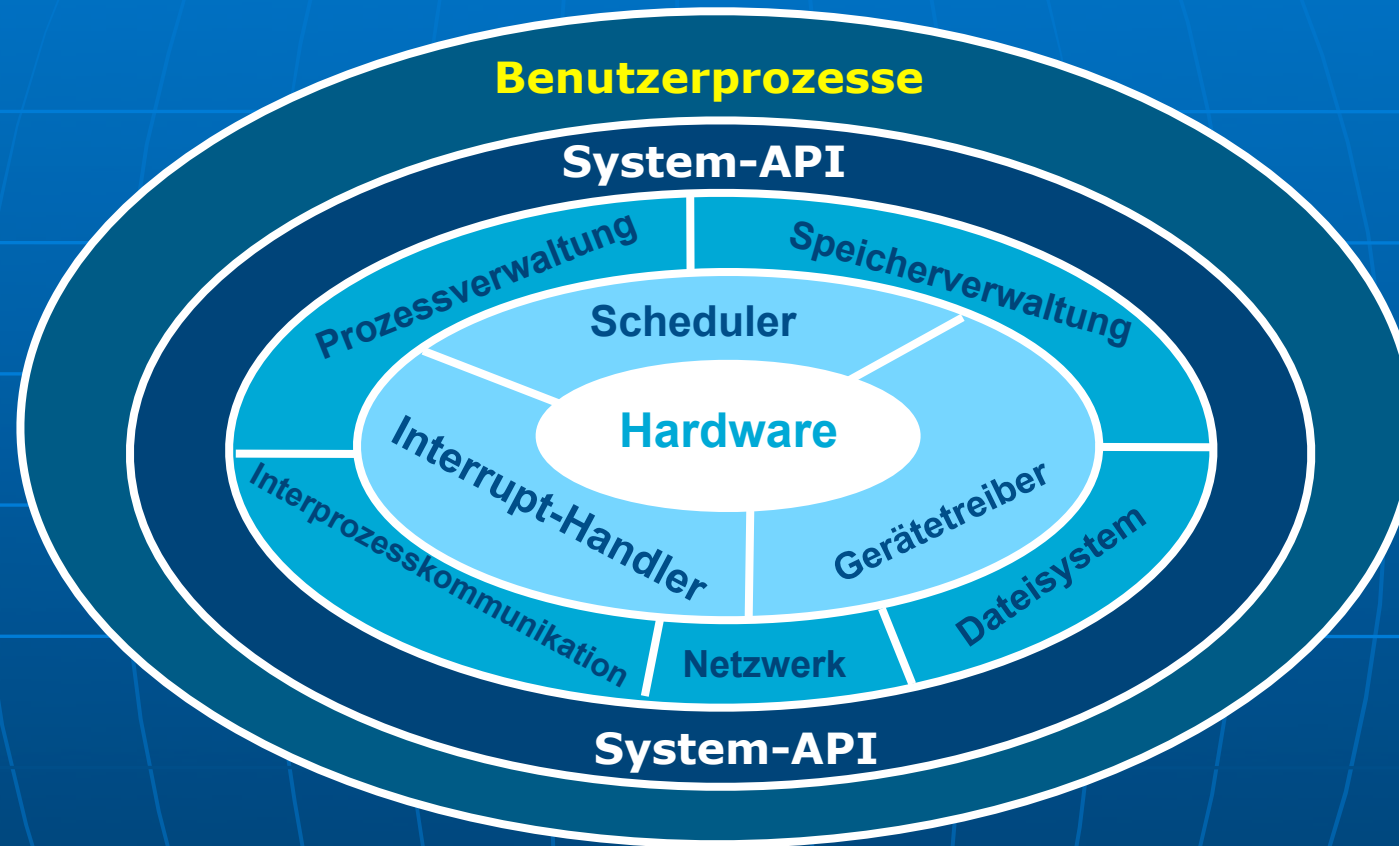 Benutzerprozesse
System-API
Prozessverwaltung
Speicherverwaltung
Scheduler
Hardware
Interrupt-Handler
Gerätetreiber
Interprozesskommunikation
Netzwerk
Dateisystem
System-API